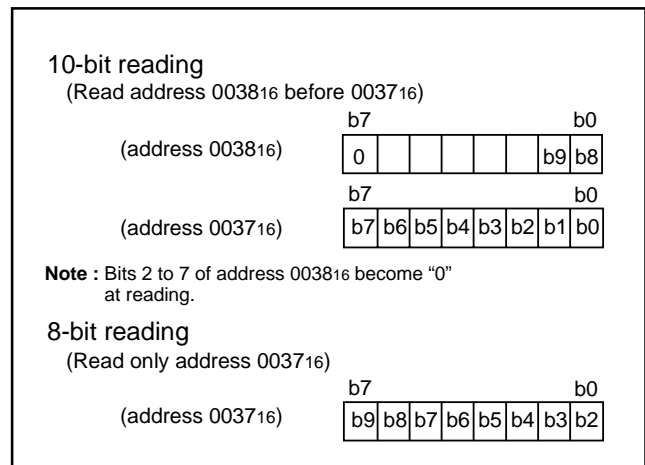 10-bit reading
(Read address 003816 before 003716)
b7 b0
(address 003816) 0 b9 b8
b7 b0
(address 003716) b7 b6 b5 b4 b3 b2 b1 b0
Note : Bits 2 to 7 of address 003816 become “0”
at reading.
8-bit reading
(Read only address 003716)
b7 b0
(address 003716) b9 b8 b7 b6 b5 b4 b3 b2